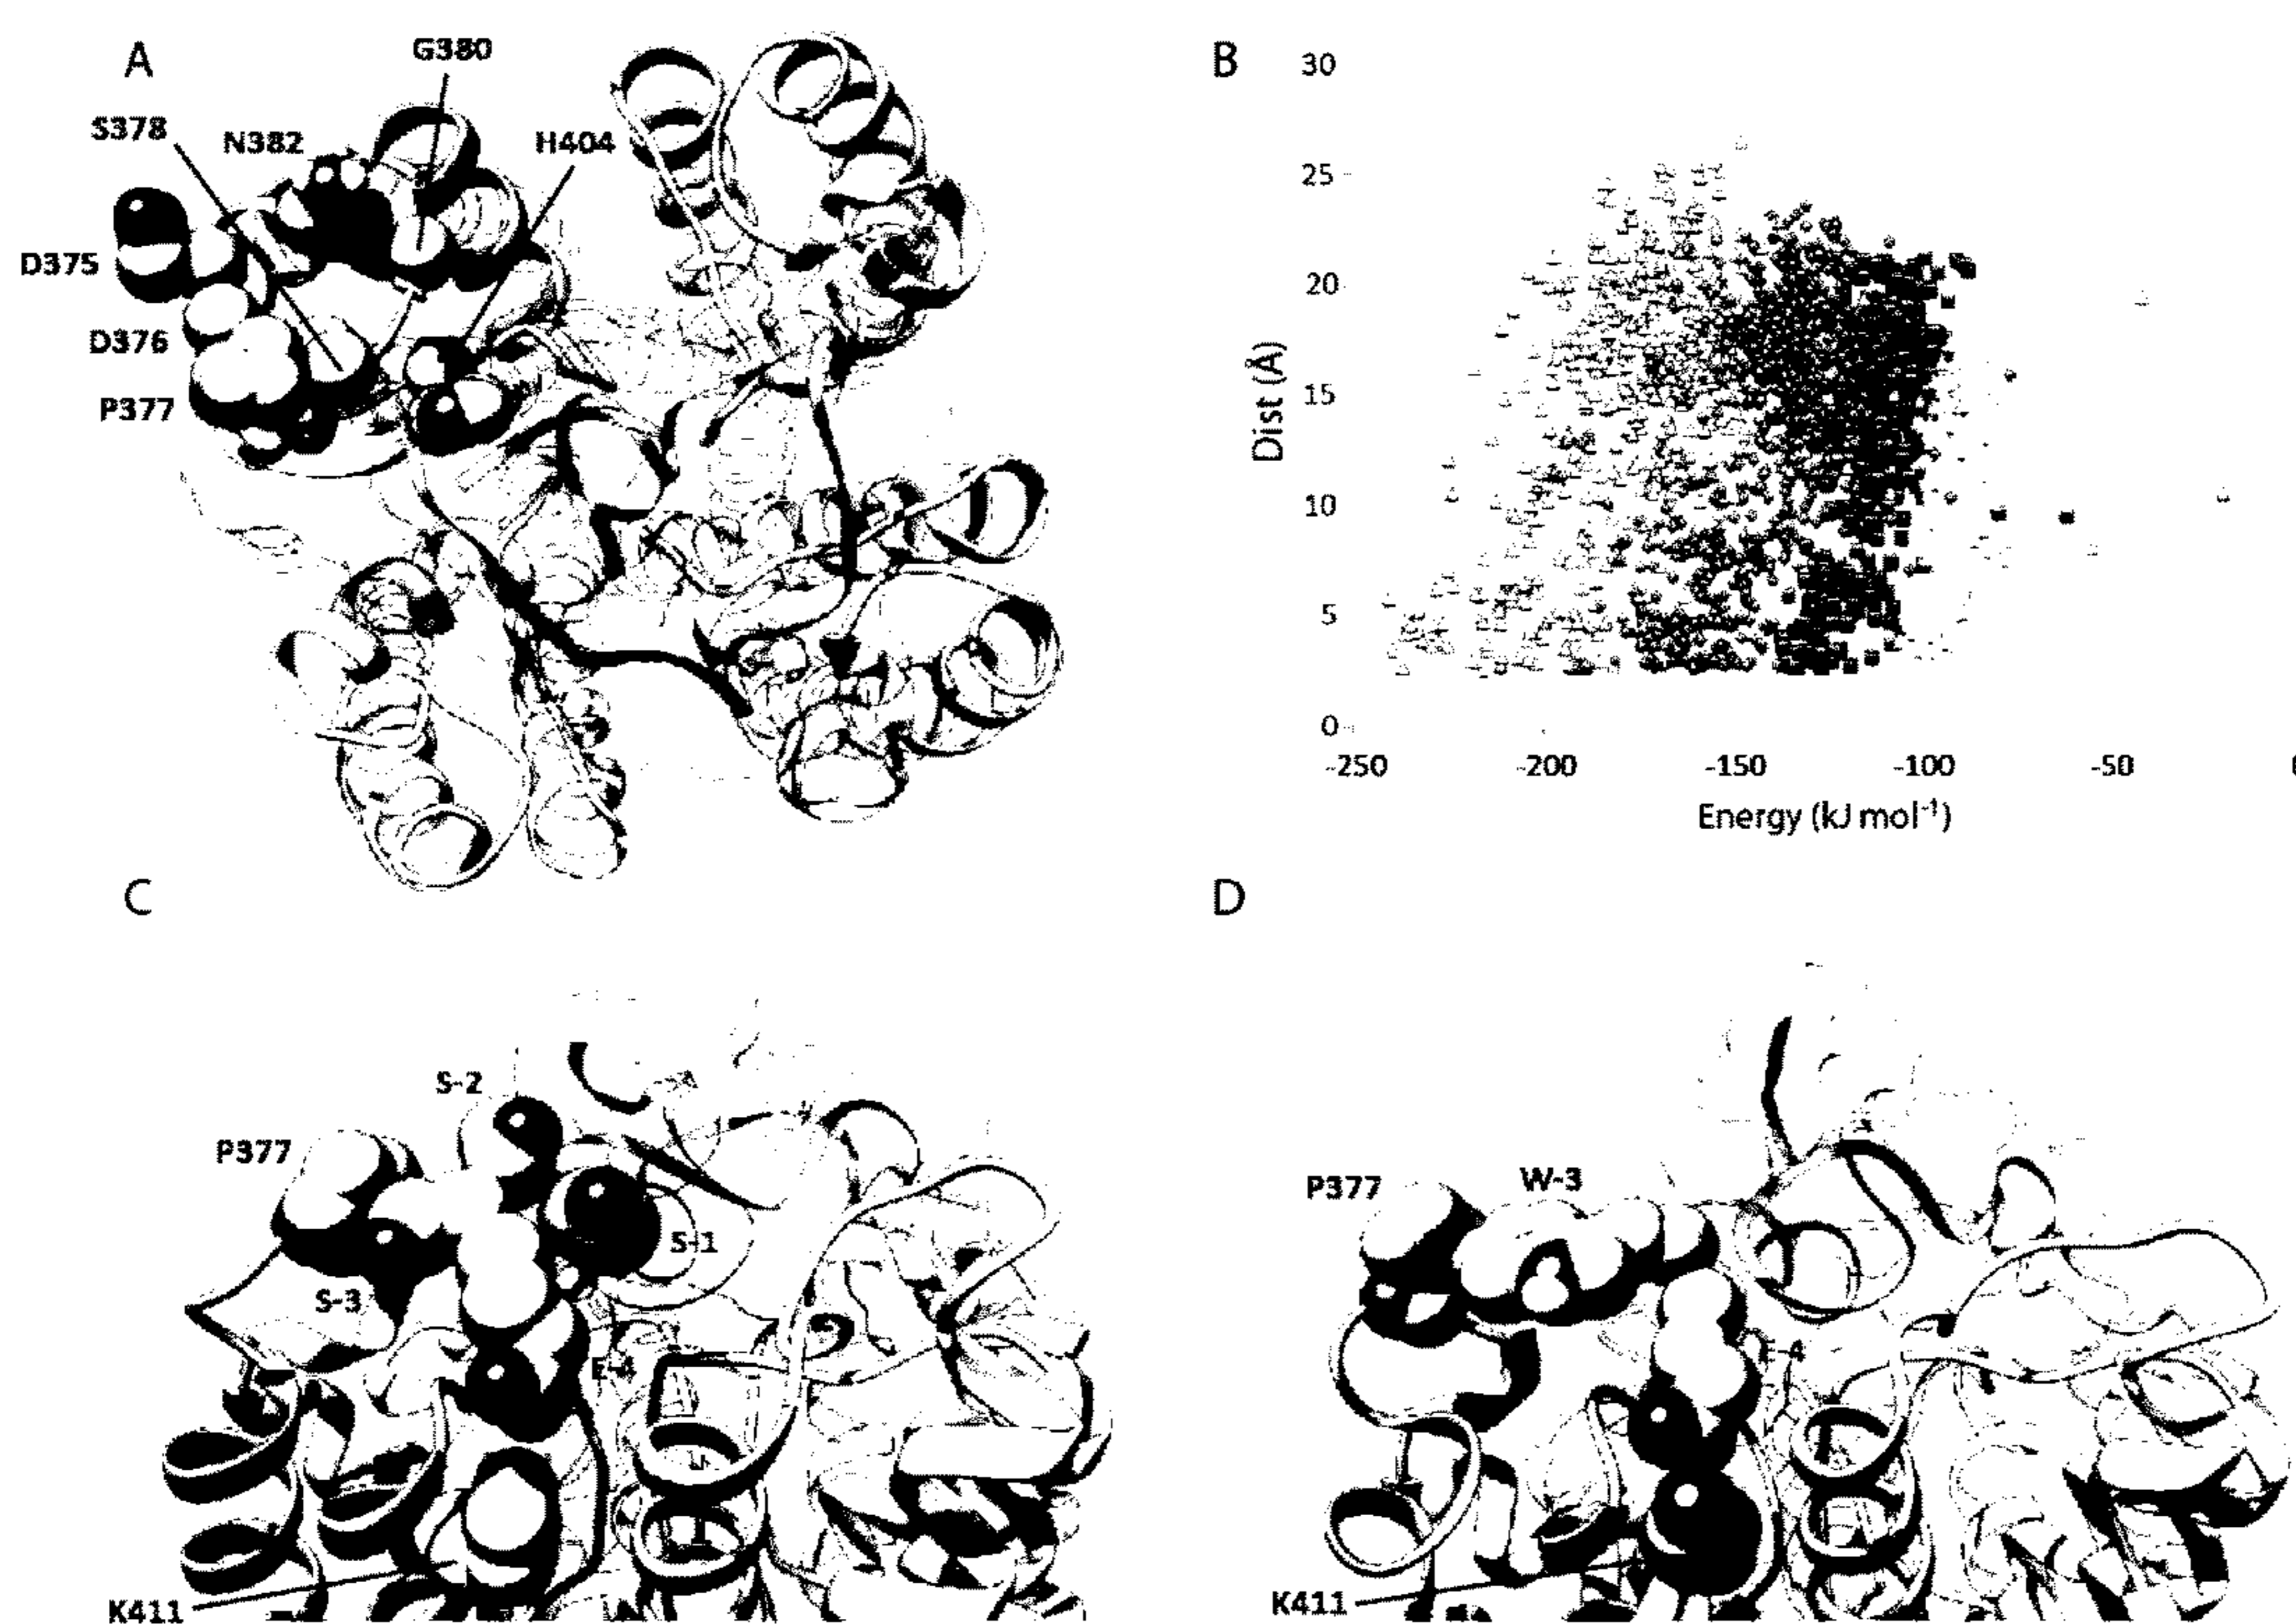 A
G380
S378
N382
H404
D375
D376
P377
B
30
25
20
15
10
5
0
Dist (Å)
-250
-200
-150
-100
-50
Energy (kJ mol⁻¹)
C
S-2
P377
S-1
S-3
E-4
K411
D
P377
W-3
K411